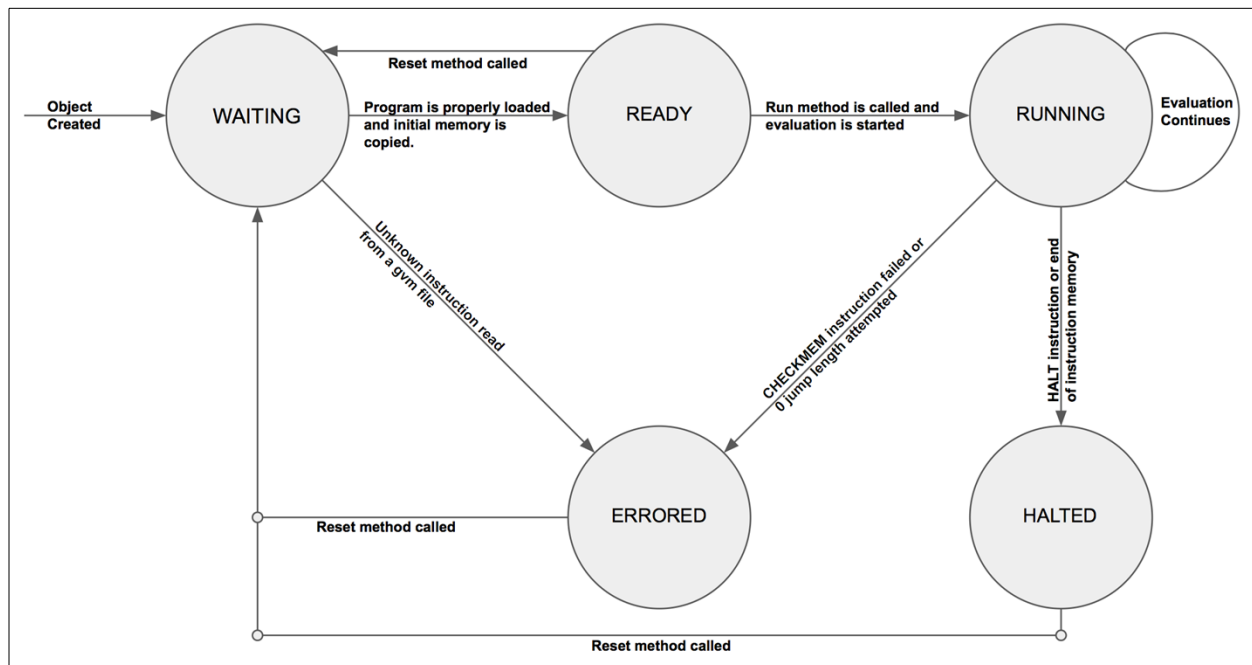 Reset method called
Object
Created
WAITING
Program is properly loaded
and initial memory is
copied.
READY
Run method is called and
evaluation is started
RUNNING
Evaluation
Continues
Unknown instruction read
from a gvm file
CHECKMEM instruction failed or
0 jump length attempted
HALT instruction or end
of instruction memory
ERRORED
HALTED
Reset method called
Reset method called